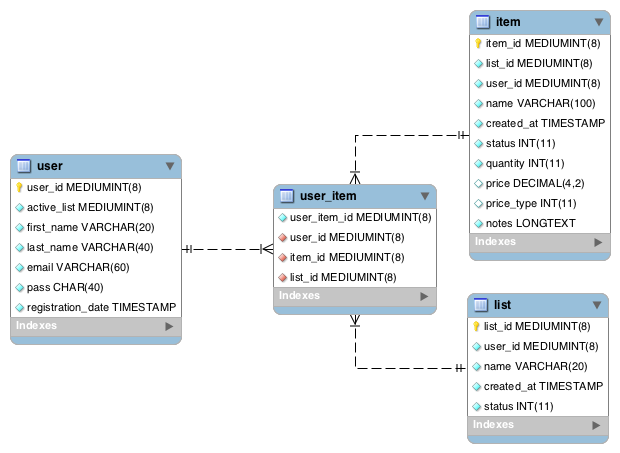 user
user_id MEDIUMINT(8)
active_list MEDIUMINT(8)
first_name VARCHAR(20)
last_name VARCHAR(40)
email VARCHAR(60)
pass CHAR(40)
registration_date TIMESTAMP
Indexes
user_item
user_item_id MEDIUMINT(8)
user_id MEDIUMINT(8)
item_id MEDIUMINT(8)
list_id MEDIUMINT(8)
Indexes
item
item_id MEDIUMINT(8)
list_id MEDIUMINT(8)
user_id MEDIUMINT(8)
name VARCHAR(100)
created_at TIMESTAMP
status INT(11)
quantity INT(11)
price DECIMAL(4,2)
price_type INT(11)
notes LONGTEXT
Indexes
list
list_id MEDIUMINT(8)
user_id MEDIUMINT(8)
name VARCHAR(20)
created_at TIMESTAMP
status INT(11)
Indexes